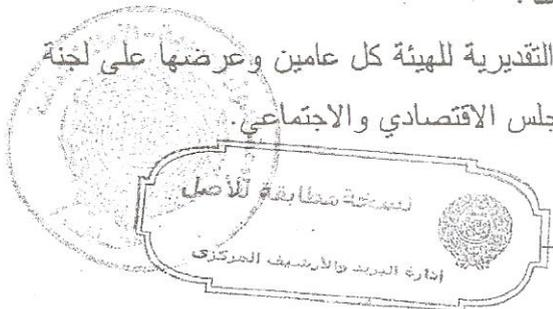 التقديرية للهيئة كل عامين وعرضها على لجنة
جلس الاقتصادي والاجتماعي.
نسخة مطابقة للأصل
إدارة البريد والأرشيف المركزي